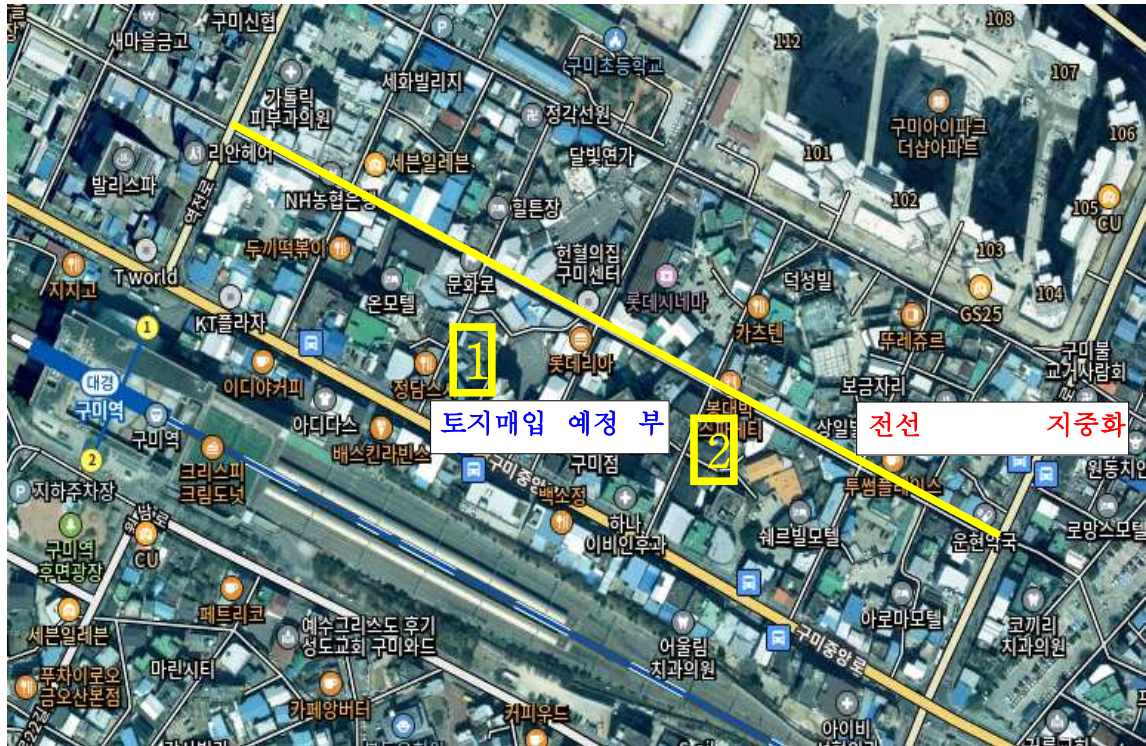 새마을금고
구미신협
가톨릭
피부과의원
세화빌리지
P
구미초등학교
정각선원
112
108
107
106
구미아이파크
더샵아파트
101
102
103
104
105
CU
리안헤어
발리스파
역전로
세븐일레븐
NH농협은행
달빛연가
힐튼장
두끼떡볶이
T world
지지고
KT플라자
온모텔
문화로
헌혈의집
구미센터
롯데시네마
덕성빌
카츠텐
GS25
뚜레쥬르
구미불
교거사람회
보금자리
1
대경
구미역
구미역
2
이디야커피
아디다스
배스킨라빈스
롯데리아
1
토지매입 예정 부
2
전선 지중화
크리스피
크림도넛
지하주차장
P
원남로
CU
구미역
후면광장
구미점
백소정
하나
이비인후과
투썸플레이스
원동치인
쉐르빌모텔
운현약국
로망스모텔
페트리코
세븐일레븐
예수그리스도 후기
성도교회 구미와드
마린시티
푸차이로오
금오산본점
카페앙버터
커피우드
어울림
치과의원
구미중앙로
아로마모텔
코끼리
치과의원
아이비